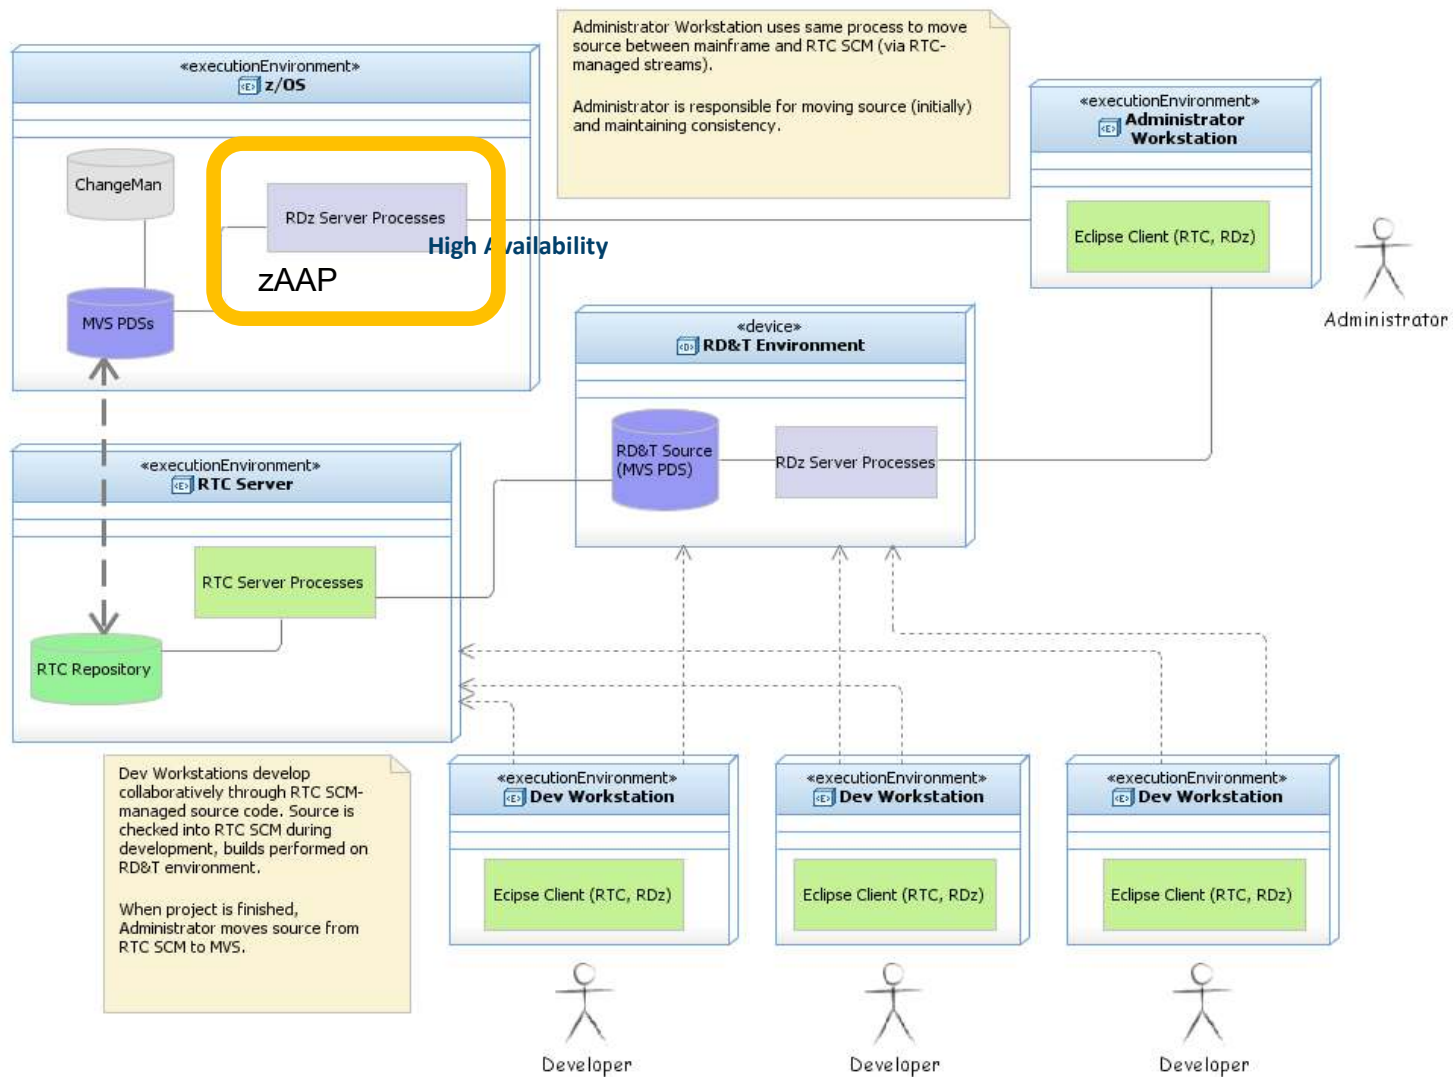 Administrator Workstation uses same process to move
source between mainframe and RTC SCM (via RTC-
managed streams).
Administrator is responsible for moving source (initially)
and maintaining consistency.
«executionEnvironment»
z/OS
ChangeMan
RDz Server Processes
High Availability
zAAP
MVS PDSs
«executionEnvironment»
Administrator
Workstation
Eclipse Client (RTC, RDz)
Administrator
«device»
RD&T Environment
RD&T Source
(MVS PDS)
RDz Server Processes
«executionEnvironment»
RTC Server
RTC Server Processes
RTC Repository
Dev Workstations develop
collaboratively through RTC SCM-
managed source code. Source is
checked into RTC SCM during
development, builds performed on
RD&T environment.
When project is finished,
Administrator moves source from
RTC SCM to MVS.
«executionEnvironment»
Dev Workstation
Ecipse Client (RTC, RDz)
Developer
«executionEnvironment»
Dev Workstation
Eclipse Client (RTC, RDz)
Developer
«executionEnvironment»
Dev Workstation
Eclipse Client (RTC, RDz)
Developer